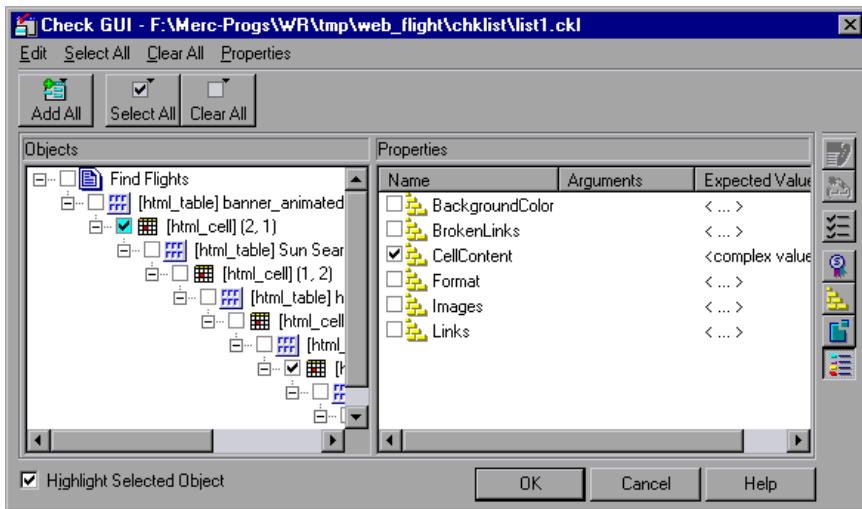 Check GUI - F:\Merc-Progs\WR\tmp\web_flight\chklist\list1.ckl
Edit Select All Clear All Properties
Add All Select All Clear All
Objects
Find Flights
[html_table] banner_animated
[html_cell] (2, 1)
[html_table] Sun Sear
[html_cell] (1, 2)
[html_table] h
[html_cell
[html_
[h
Properties
Name Arguments Expected Value
BackgroundColor < ... >
BrokenLinks < ... >
CellContent <complex value
Format < ... >
Images < ... >
Links < ... >
Highlight Selected Object
OK Cancel Help